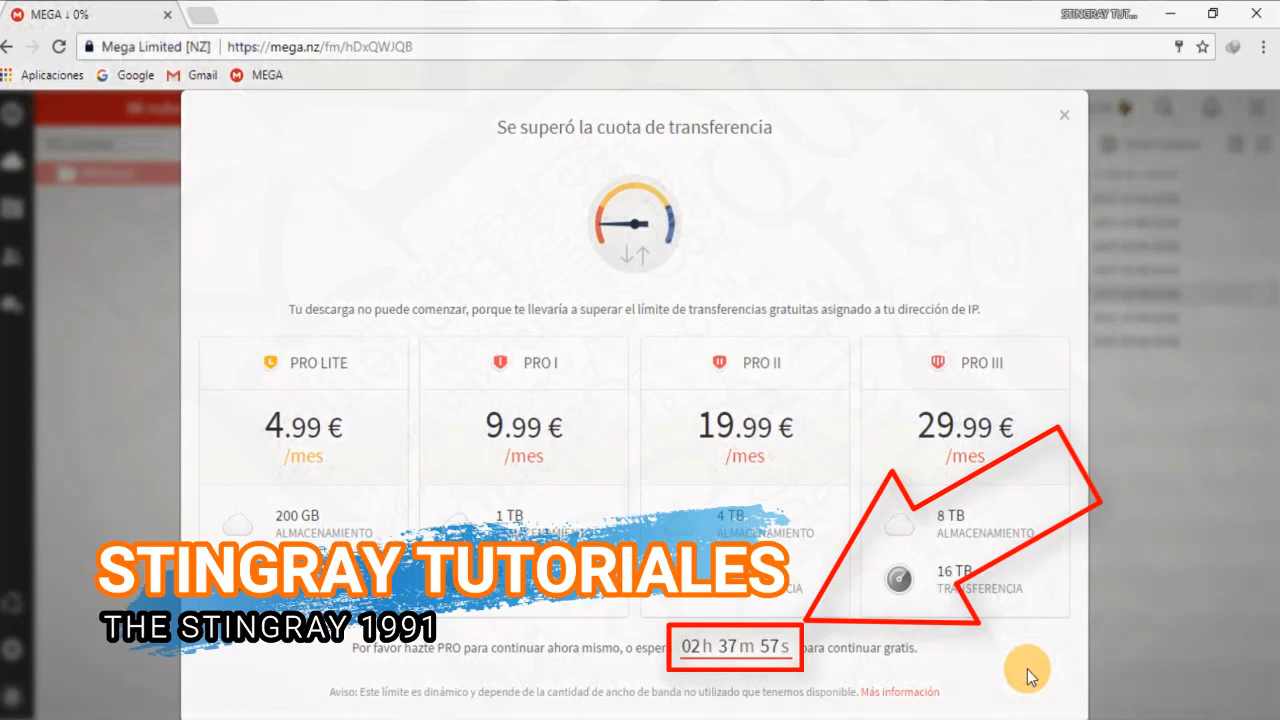 MEGA ↓ 0%
STINGRAY TUT...
Mega Limited [NZ] https://mega.nz/fm/hDxQWJQB
Aplicaciones Google Gmail MEGA
Se superó la cuota de transferencia
Tu descarga no puede comenzar, porque te llevaría a superar el límite de transferencias gratuitas asignado a tu dirección de IP.
PRO LITE PRO I PRO II PRO III
4.99 € 9.99 € 19.99 € 29.99 €
/mes /mes /mes /mes
200 GB 1 TB 4 TB 8 TB
ALMACENAMIENTO ALMACENAMIENTO ALMACENAMIENTO
16 TB
TRANSFERENCIA
STINGRAY TUTORIALES
THE STINGRAY 1991
Por favor hazte PRO para continuar ahora mismo, o esper 02h 37m 57s para continuar gratis.
Aviso: Este límite es dinámico y depende de la cantidad de ancho de banda no utilizado que tenemos disponible. Más información